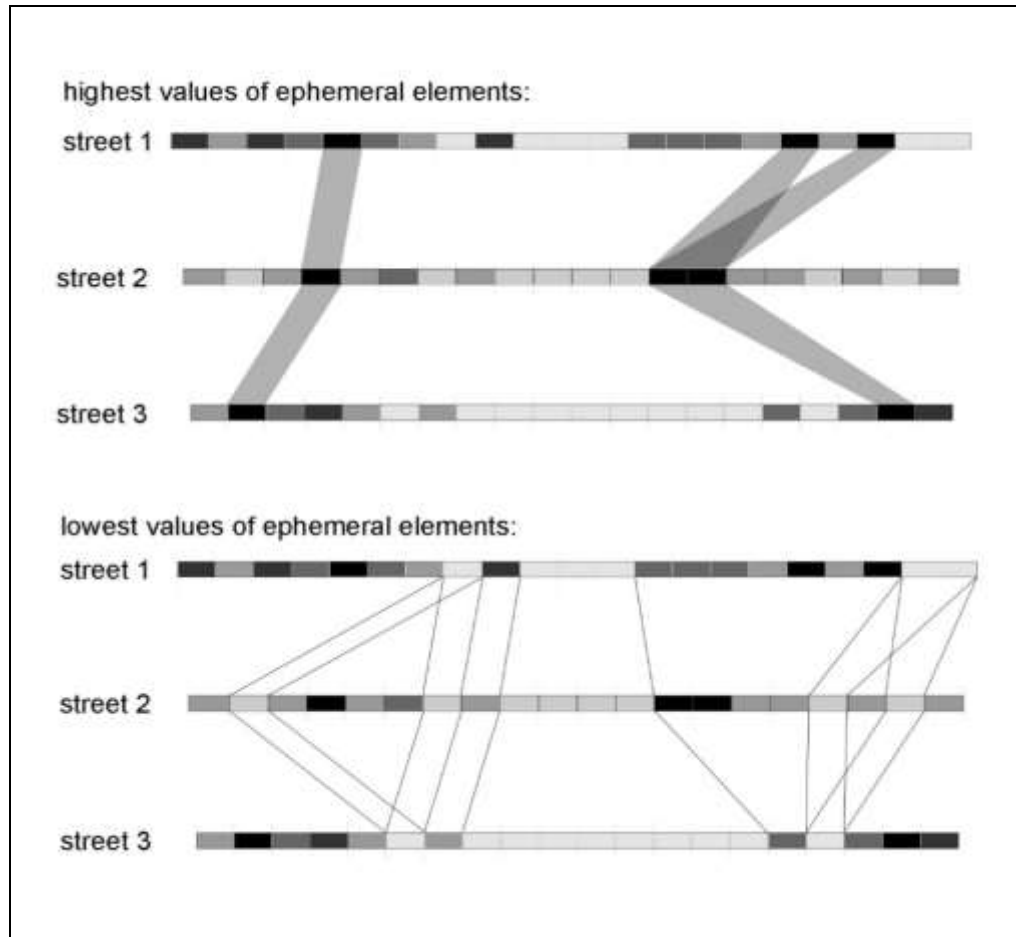 highest values of ephemeral elements:
street 1
street 2
street 3
lowest values of ephemeral elements:
street 1
street 2
street 3